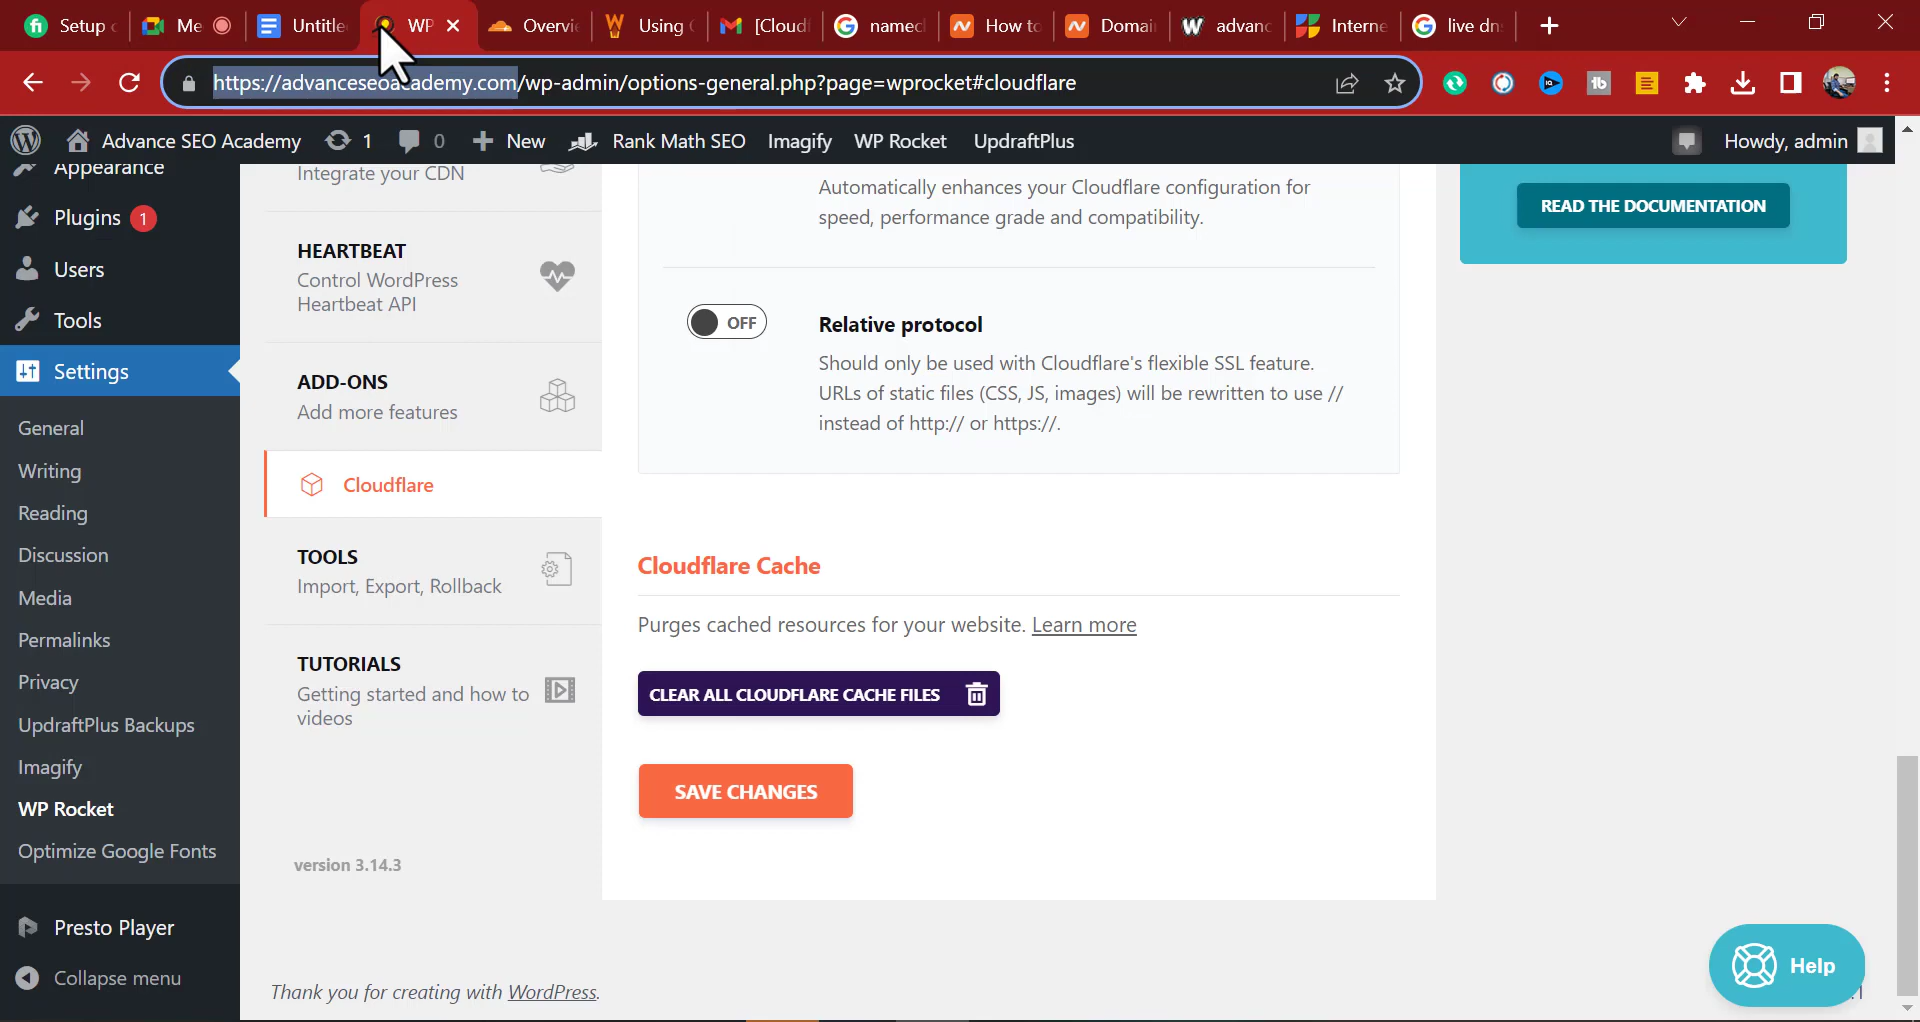 Setup
Me
Untitle
WP
Overvi
Using
[Cloud
namec
How to
Domai
advanc
Interne
live dn
https://advanceseoacademy.com/wp-admin/options-general.php?page=wprocket#cloudflare
Advance SEO Academy
1
0
New
Rank Math SEO
Imagify
WP Rocket
UpdraftPlus
Howdy, admin
Appearance
Plugins 1
Users
Tools
Settings
General
Writing
Reading
Discussion
Media
Permalinks
Privacy
UpdraftPlus Backups
Imagify
WP Rocket
Optimize Google Fonts
Presto Player
Collapse menu
Integrate your CDN
HEARTBEAT
Control WordPress
Heartbeat API
ADD-ONS
Add more features
Cloudflare
TOOLS
Import, Export, Rollback
TUTORIALS
Getting started and how to
videos
version 3.14.3
Automatically enhances your Cloudflare configuration for
speed, performance grade and compatibility.
OFF
Relative protocol
Should only be used with Cloudflare's flexible SSL feature.
URLs of static files (CSS, JS, images) will be rewritten to use //
instead of http:// or https://.
Cloudflare Cache
Purges cached resources for your website. Learn more
CLEAR ALL CLOUDFLARE CACHE FILES
SAVE CHANGES
READ THE DOCUMENTATION
Help
Thank you for creating with WordPress.